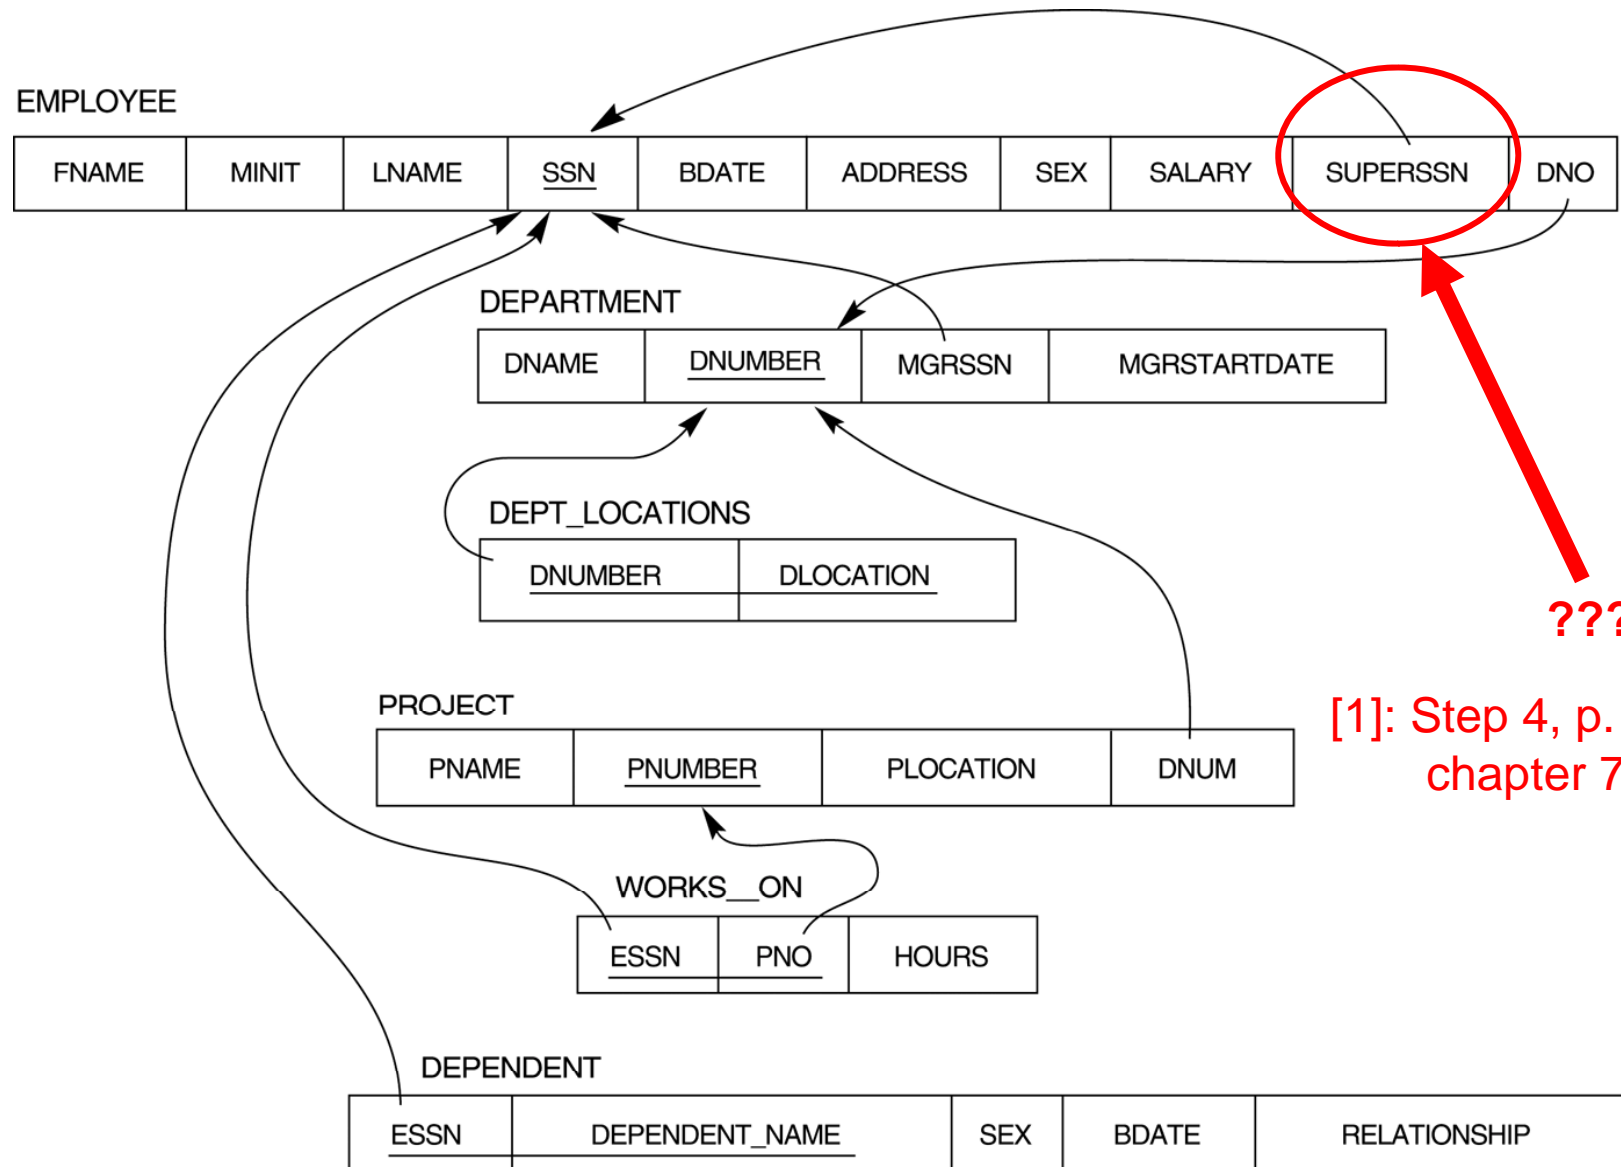 EMPLOYEE
FNAME MINIT LNAME SSN BDATE ADDRESS SEX SALARY SUPERSSN DNO
DEPARTMENT
DNAME DNUMBER MGRSSN MGRSTARTDATE
DEPT_LOCATIONS
DNUMBER DLOCATION
???
PROJECT
[1]: Step 4, p.
PNAME PNUMBER PLOCATION DNUM
chapter 7
WORKS__ON
ESSN PNO HOURS
DEPENDENT
ESSN DEPENDENT_NAME SEX BDATE RELATIONSHIP